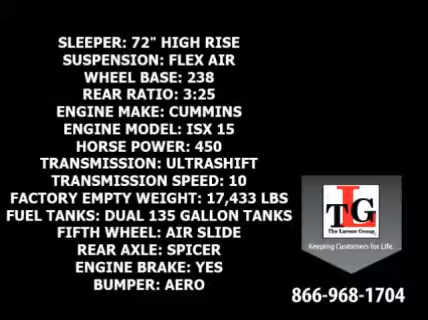 SLEEPER: 72" HIGH RISE
SUSPENSION: FLEX AIR
WHEEL BASE: 238
REAR RATIO: 3:25
ENGINE MAKE: CUMMINS
ENGINE MODEL: ISX 15
HORSE POWER: 450
TRANSMISSION: ULTRASHIFT
TRANSMISSION SPEED: 10
FACTORY EMPTY WEIGHT: 17,433 LBS
FUEL TANKS: DUAL 135 GALLON TANKS
FIFTH WHEEL: AIR SLIDE
REAR AXLE: SPICER
ENGINE BRAKE: YES
BUMPER: AERO
TLG
The Larson Group
Keeping Customers for Life.
866-968-1704